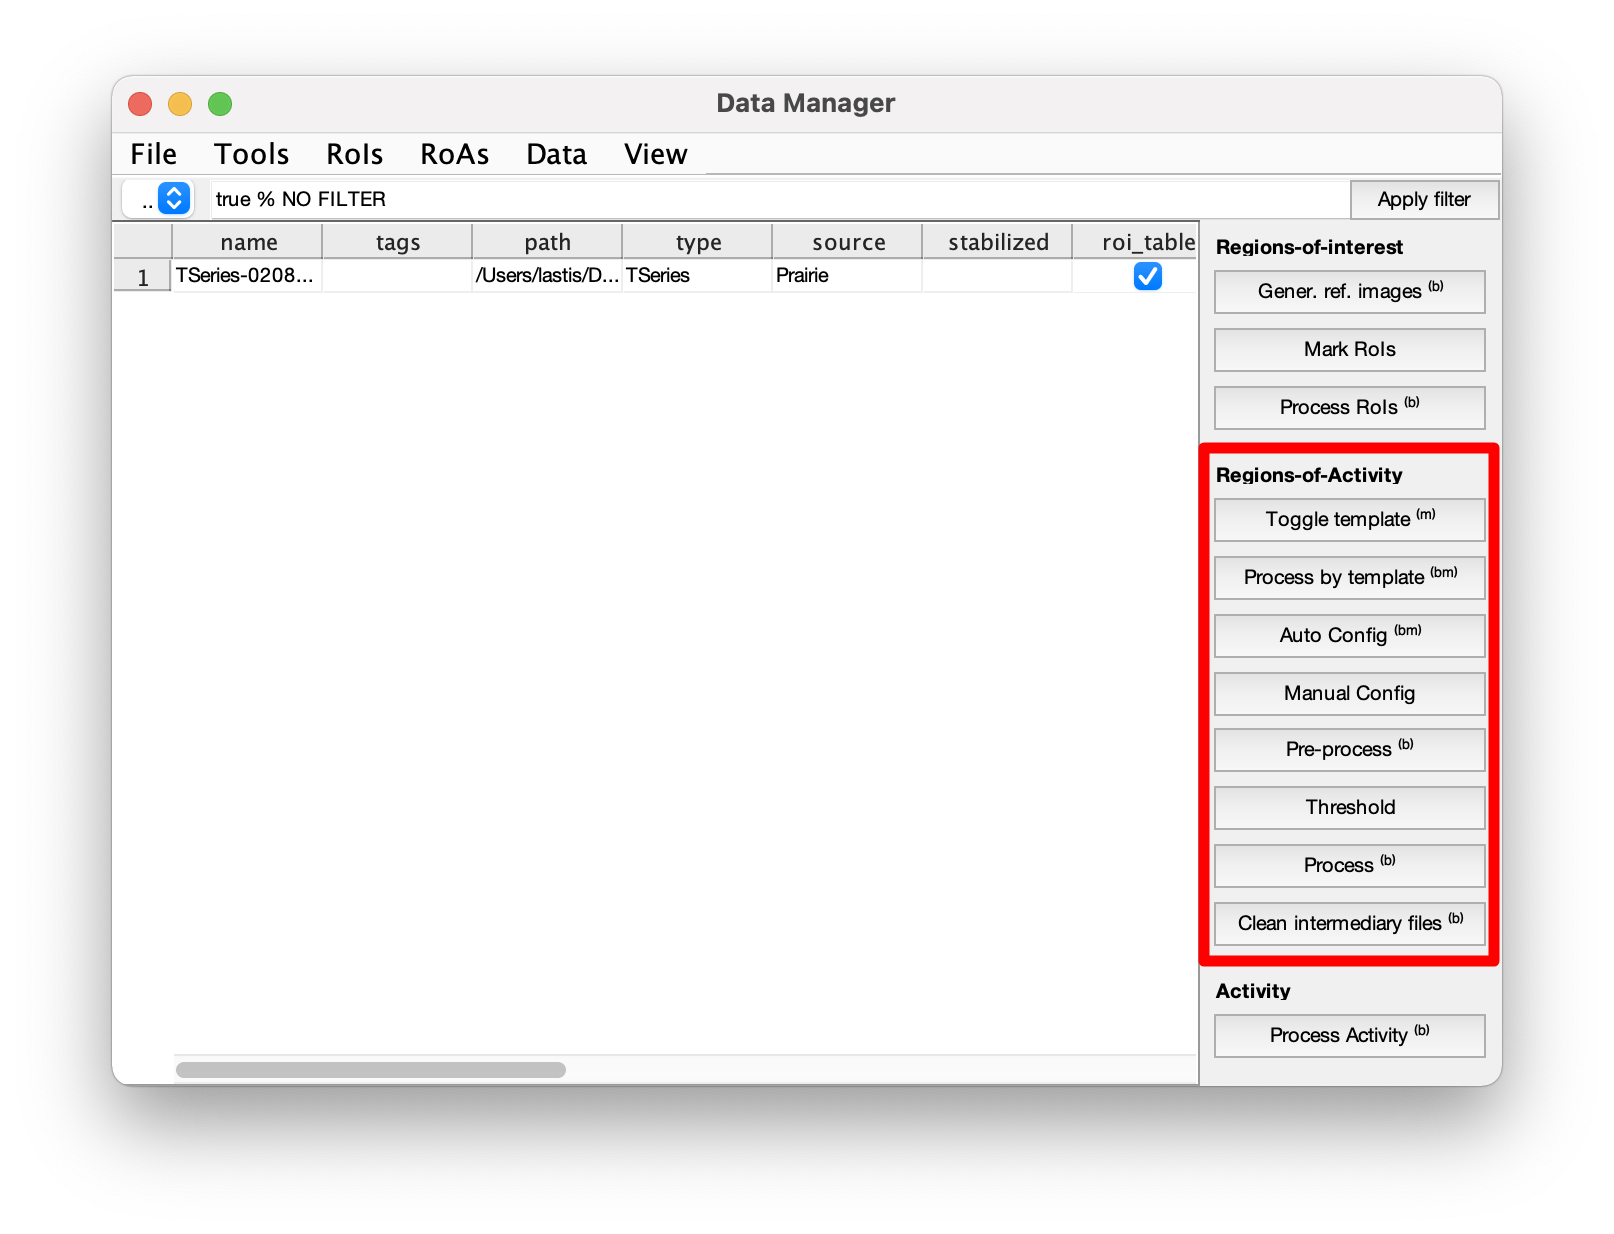 Data Manager
File Tools RoIs RoAs Data View
.. true % NO FILTER Apply filter
name tags path type source stabilized roi_table
1 TSeries-0208... /Users/lastis/D... TSeries Prairie
Regions-of-interest
Gener. ref. images (b)
Mark RoIs
Process RoIs (b)
Regions-of-Activity
Toggle template (m)
Process by template (bm)
Auto Config (bm)
Manual Config
Pre-process (b)
Threshold
Process (b)
Clean intermediary files (b)
Activity
Process Activity (b)